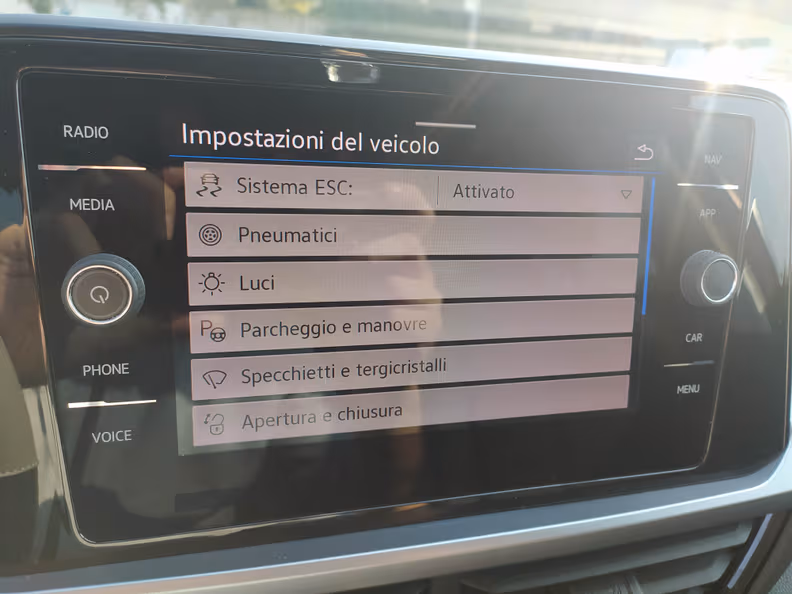 RADIO
MEDIA
PHONE
VOICE
Impostazioni del veicolo
Sistema ESC: Attivato
Pneumatici
Luci
Parcheggio e manovre
Specchietti e tergicristalli
Apertura e chiusura
NAV
APP
CAR
MENU